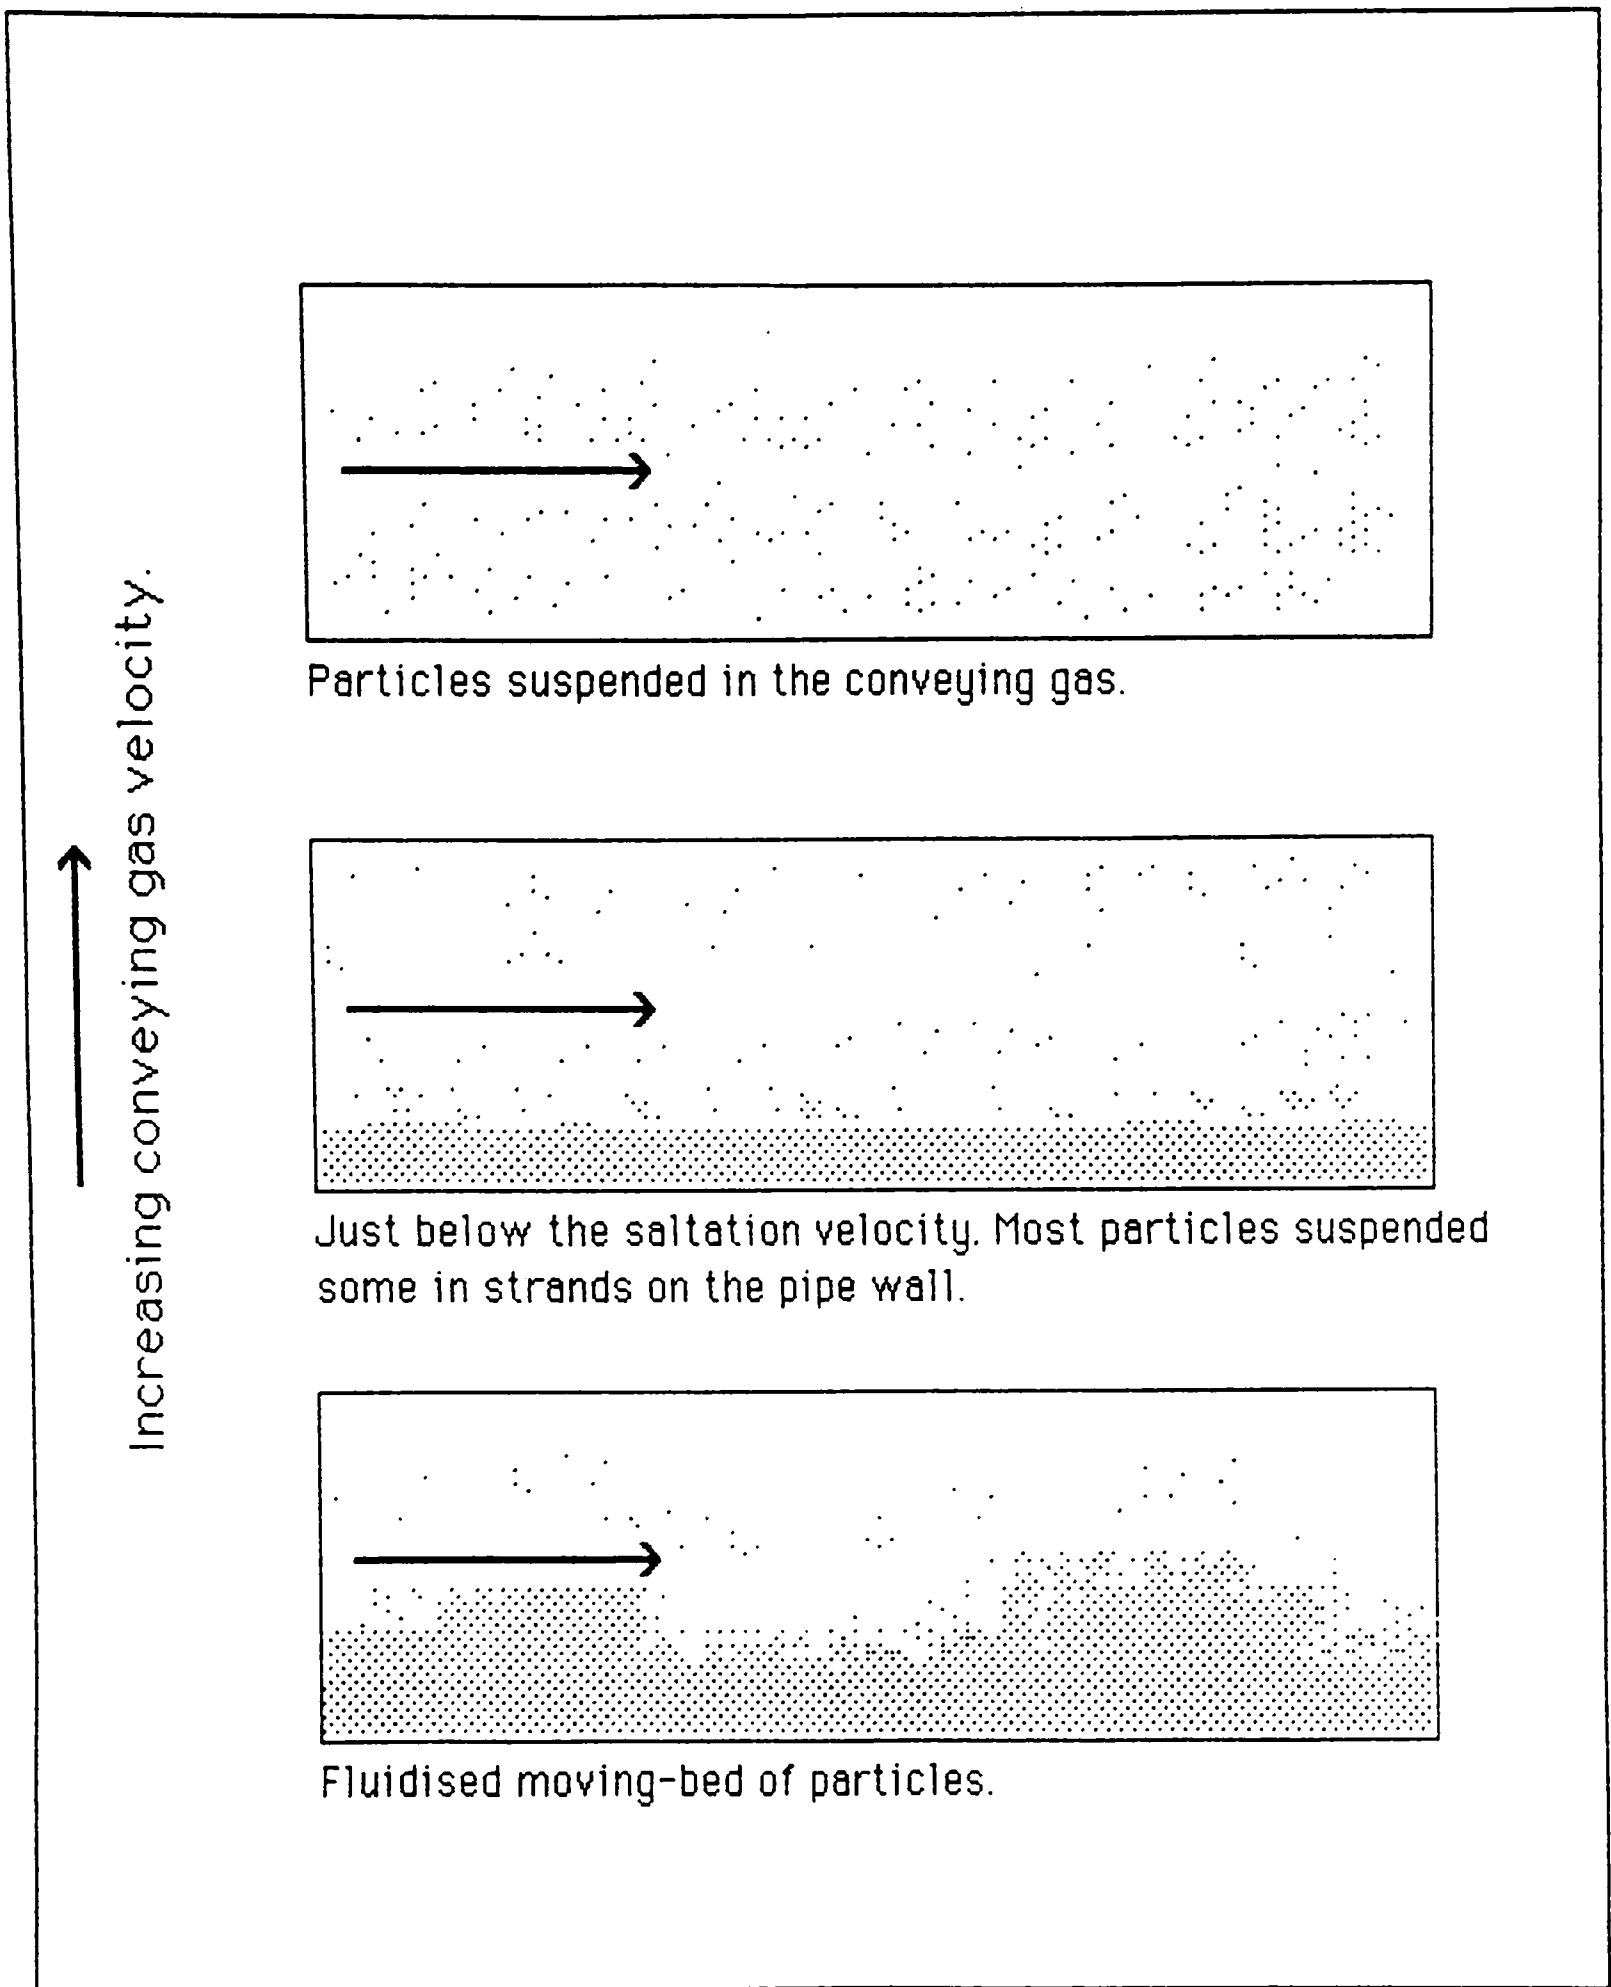 Increasing conveying gas velocity.
Particles suspended in the conveying gas.
Just below the saltation velocity. Most particles suspended
some in strands on the pipe wall.
Fluidised moving-bed of particles.